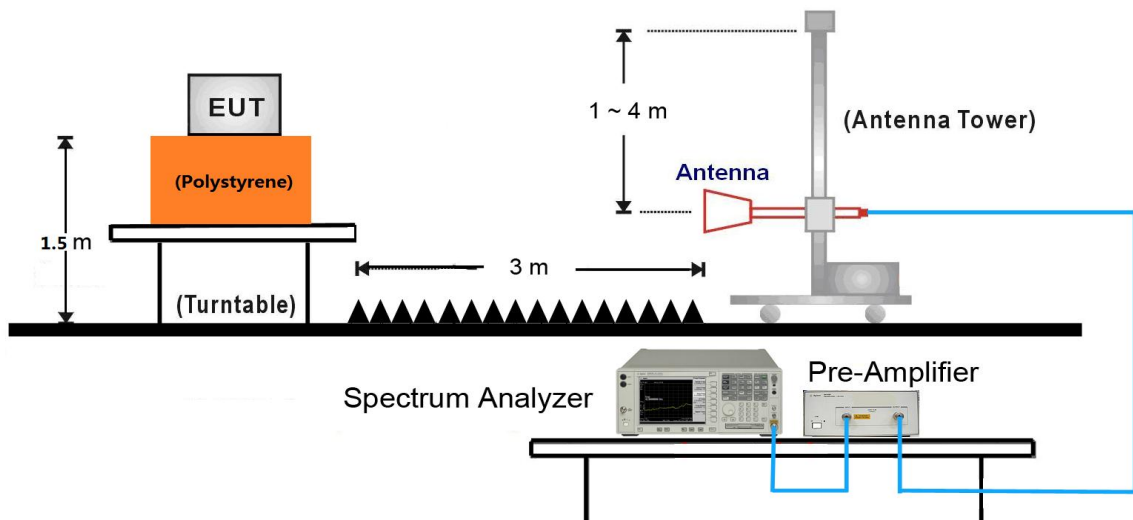 EUT
(Polystyrene)
1.5 m
(Turntable)
3 m
1 ~ 4 m
(Antenna Tower)
Antenna
Spectrum Analyzer
Pre-Amplifier